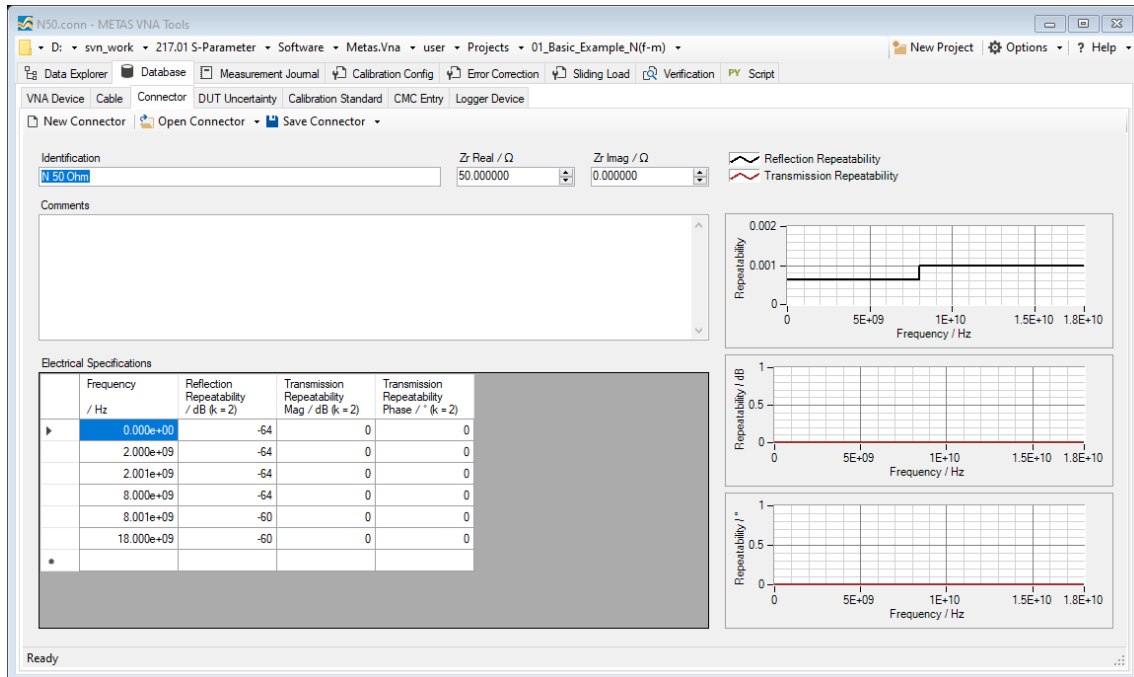 N50.conn - METAS VNA Tools
D: svn_work 217.01 S-Parameter Software Metas.Vna user Projects 01_Basic_Example_N(f-m) New Project Options ? Help
Data Explorer Database Measurement Journal Calibration Config Error Correction Sliding Load Verification PY Script
VNA Device Cable Connector DUT Uncertainty Calibration Standard CMC Entry Logger Device
New Connector Open Connector Save Connector
Identification Zr Real / Ω Zr Imag / Ω
N 50 Ohm 50.000000 0.000000
Reflection Repeatability
Transmission Repeatability
Comments
0.002
0.001
0
Repeatability
0 5E+09 1E+10 1.5E+10 1.8E+10
Frequency / Hz
Electrical Specifications
Frequency / Hz Reflection Repeatability / dB (k = 2) Transmission Repeatability Mag / dB (k = 2) Transmission Repeatability Phase / ° (k = 2)
0.000e+00 -64 0 0
2.000e+09 -64 0 0
2.001e+09 -64 0 0
8.000e+09 -64 0 0
8.001e+09 -60 0 0
18.000e+09 -60 0 0
1
0.5
0
Repeatability / dB
0 5E+09 1E+10 1.5E+10 1.8E+10
Frequency / Hz
1
0.5
0
Repeatability / °
0 5E+09 1E+10 1.5E+10 1.8E+10
Frequency / Hz
Ready